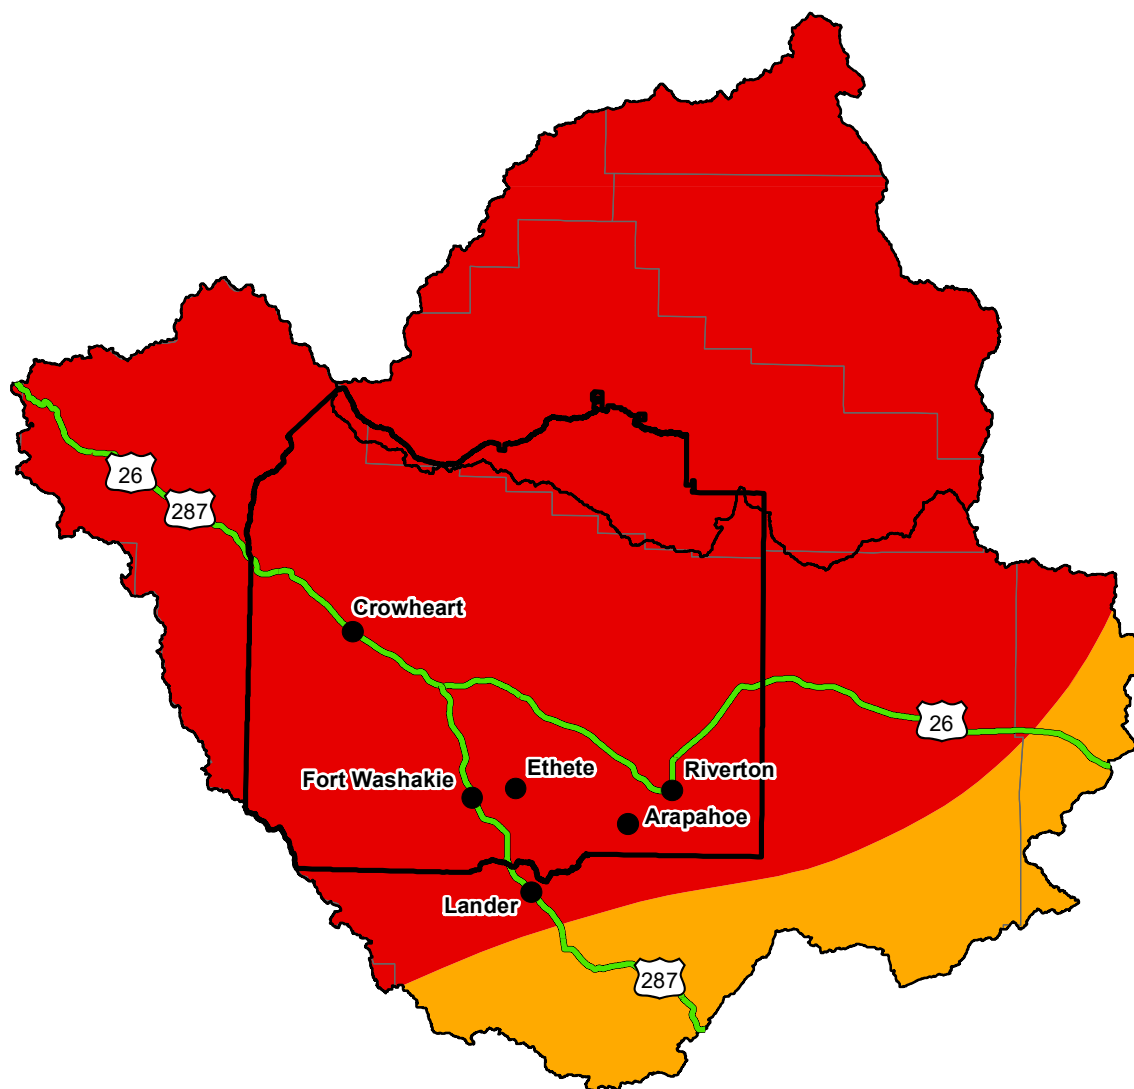 26
287
Crowheart
26
Ethete
Riverton
Fort Washakie
Arapahoe
Lander
287